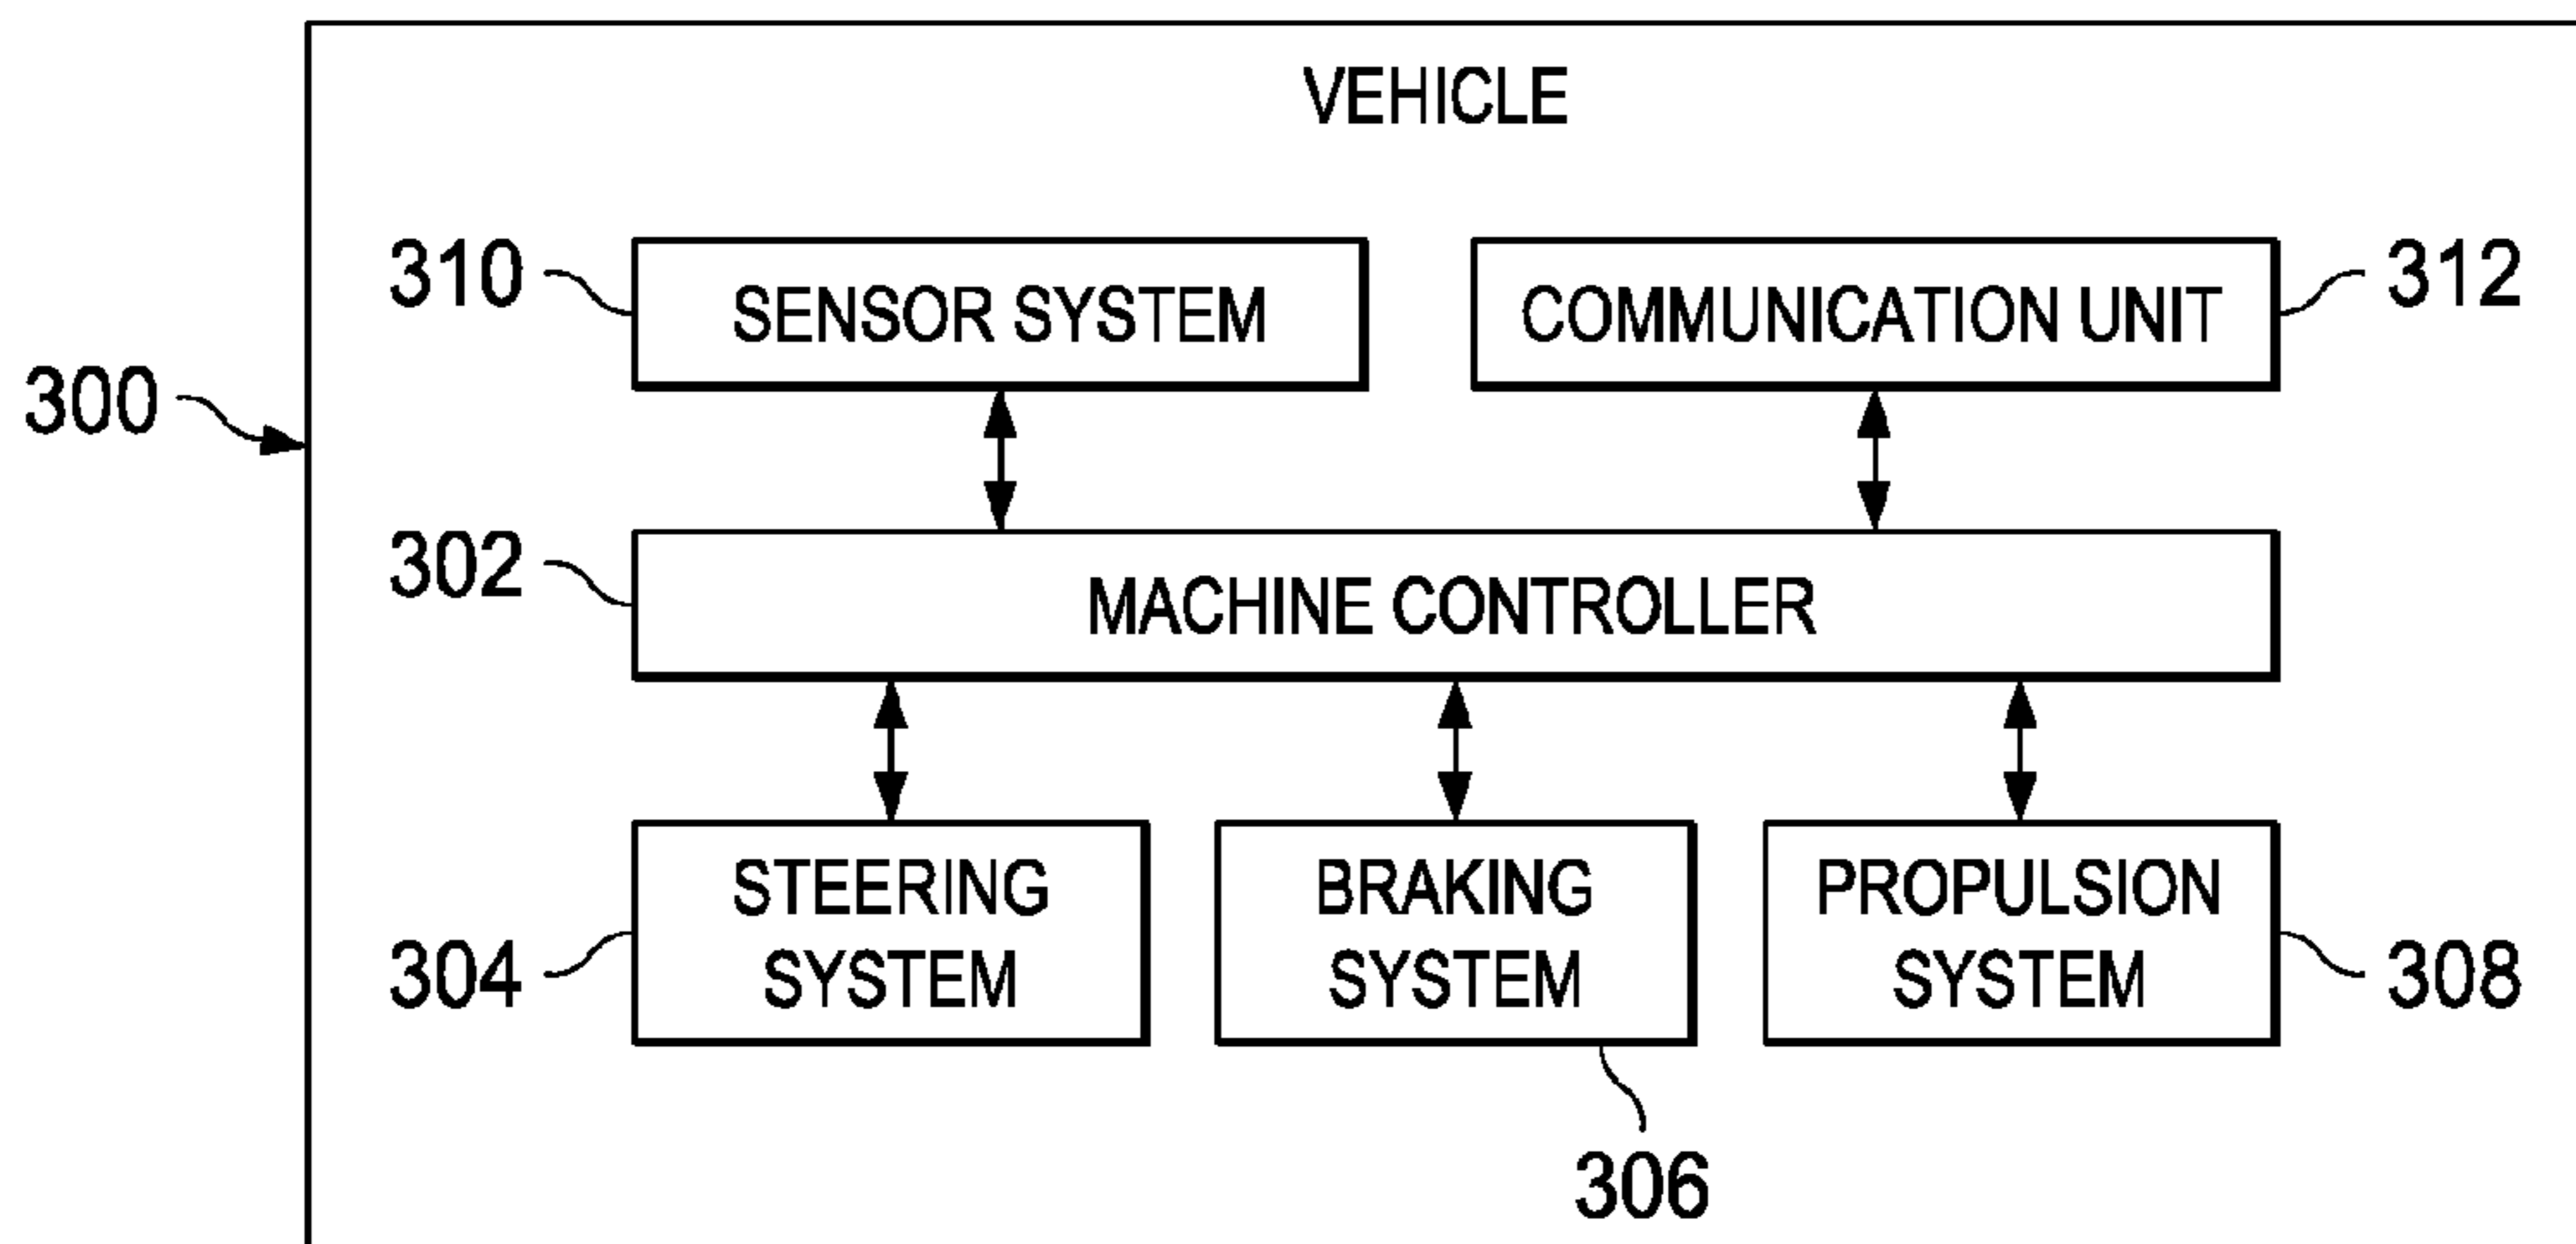 VEHICLE
310 SENSOR SYSTEM COMMUNICATION UNIT 312
300
302 MACHINE CONTROLLER
STEERING BRAKING PROPULSION
304 SYSTEM SYSTEM SYSTEM 308
306